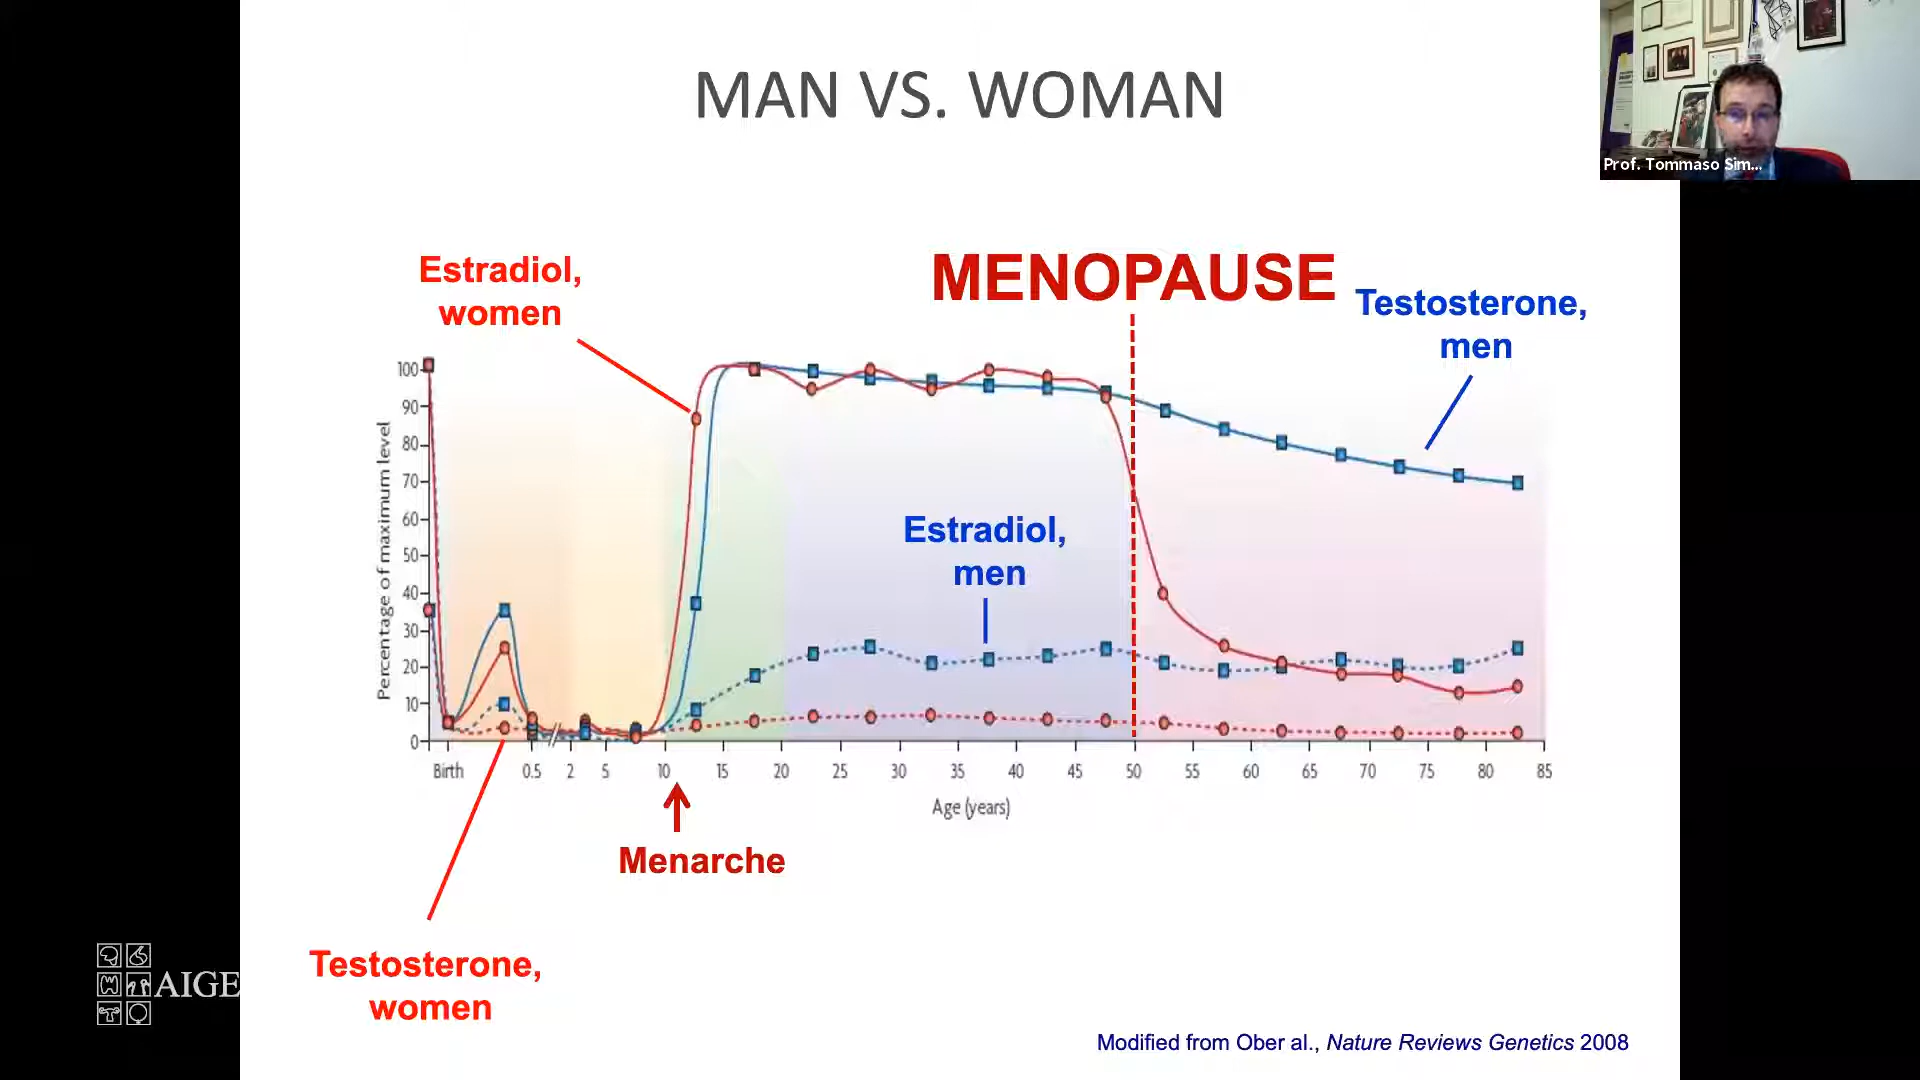 MAN VS. WOMAN
Prof. Tommaso Sim...
Estradiol,
women
MENOPAUSE
Testosterone,
men
Estradiol,
men
Percentage of maximum level
100
90
80
70
60
50
40
30
20
10
0
Birth 0.5 2 5 10 15 20 25 30 35 40 45 50 55 60 65 70 75 80 85
Age (years)
Menarche
Testosterone,
women
AIGE
Modified from Ober al., Nature Reviews Genetics 2008